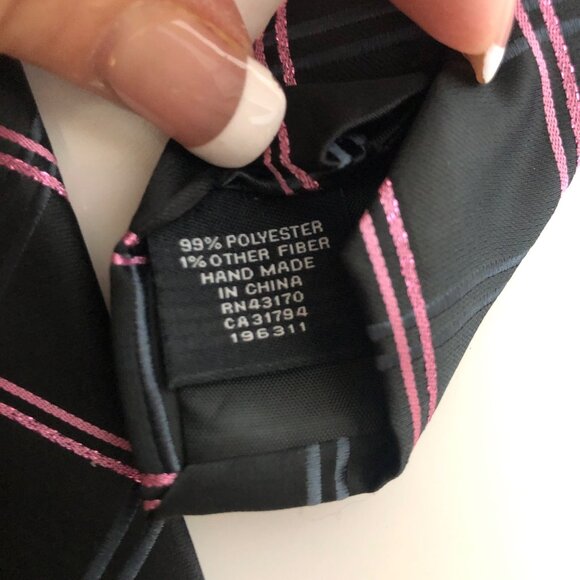 99% POLYESTER
1% OTHER FIBER
HAND MADE
IN CHINA
RN43170
CA31794
196311